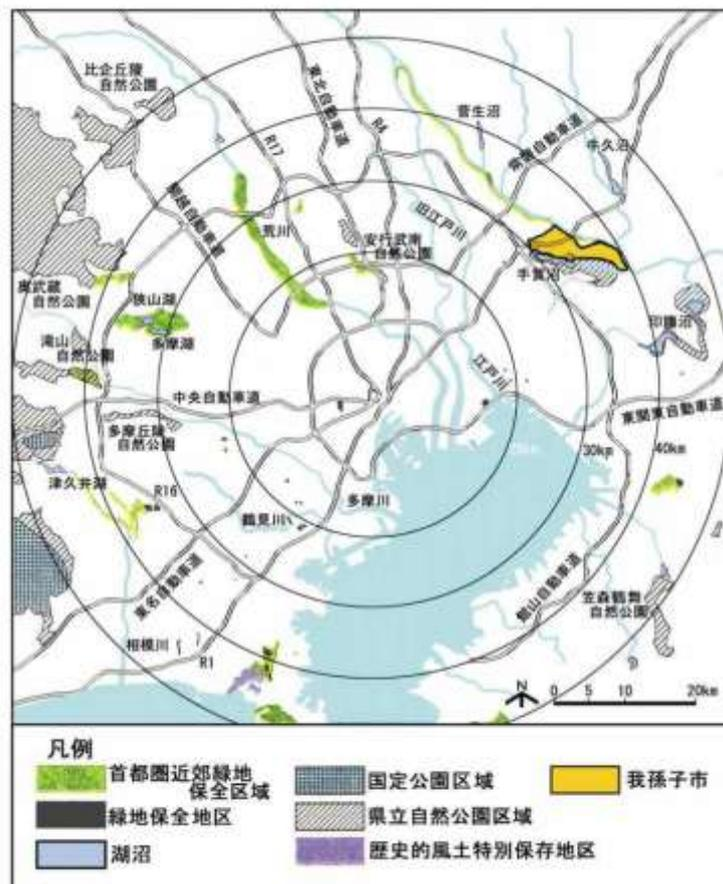 比企丘陵
自然公園
東北自動車道
R4
R17
菅生沼
常磐自動車道
牛久沼
関越自動車道
荒川
旧江戸川
安行武南
自然公園
手賀沼
奥武蔵
自然公園
狭山湖
多摩湖
滝山
自然公園
印旛沼
江戸川
中央自動車道
東関東自動車道
多摩丘陵
自然公園
30km
40km
津久井湖
R16
多摩川
鶴見川
東名自動車道
館山自動車道
笠森鶴舞
自然公園
相模川
R1
N
0 5 10 20km
凡例
首都圏近郊緑地
保全区域
国定公園区域
我孫子市
緑地保全地区
県立自然公園区域
湖沼
歴史的風土特別保存地区